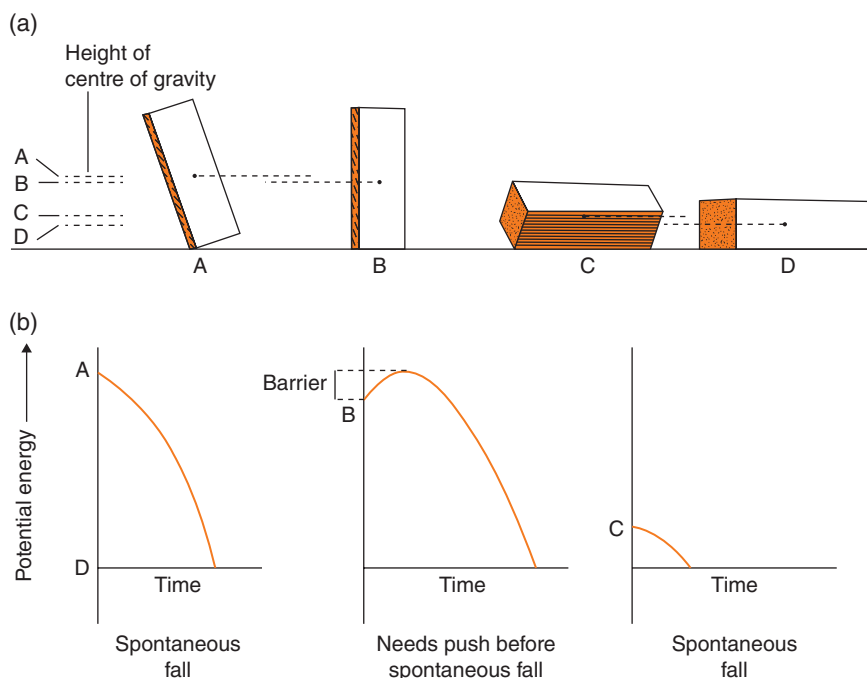 (a)
Height of
centre of gravity
A
B
C
D
A
B
C
D
(b)
Potential energy
A
D
Time
Spontaneous
fall
Barrier
B
Time
Needs push before
spontaneous fall
C
Time
Spontaneous
fall